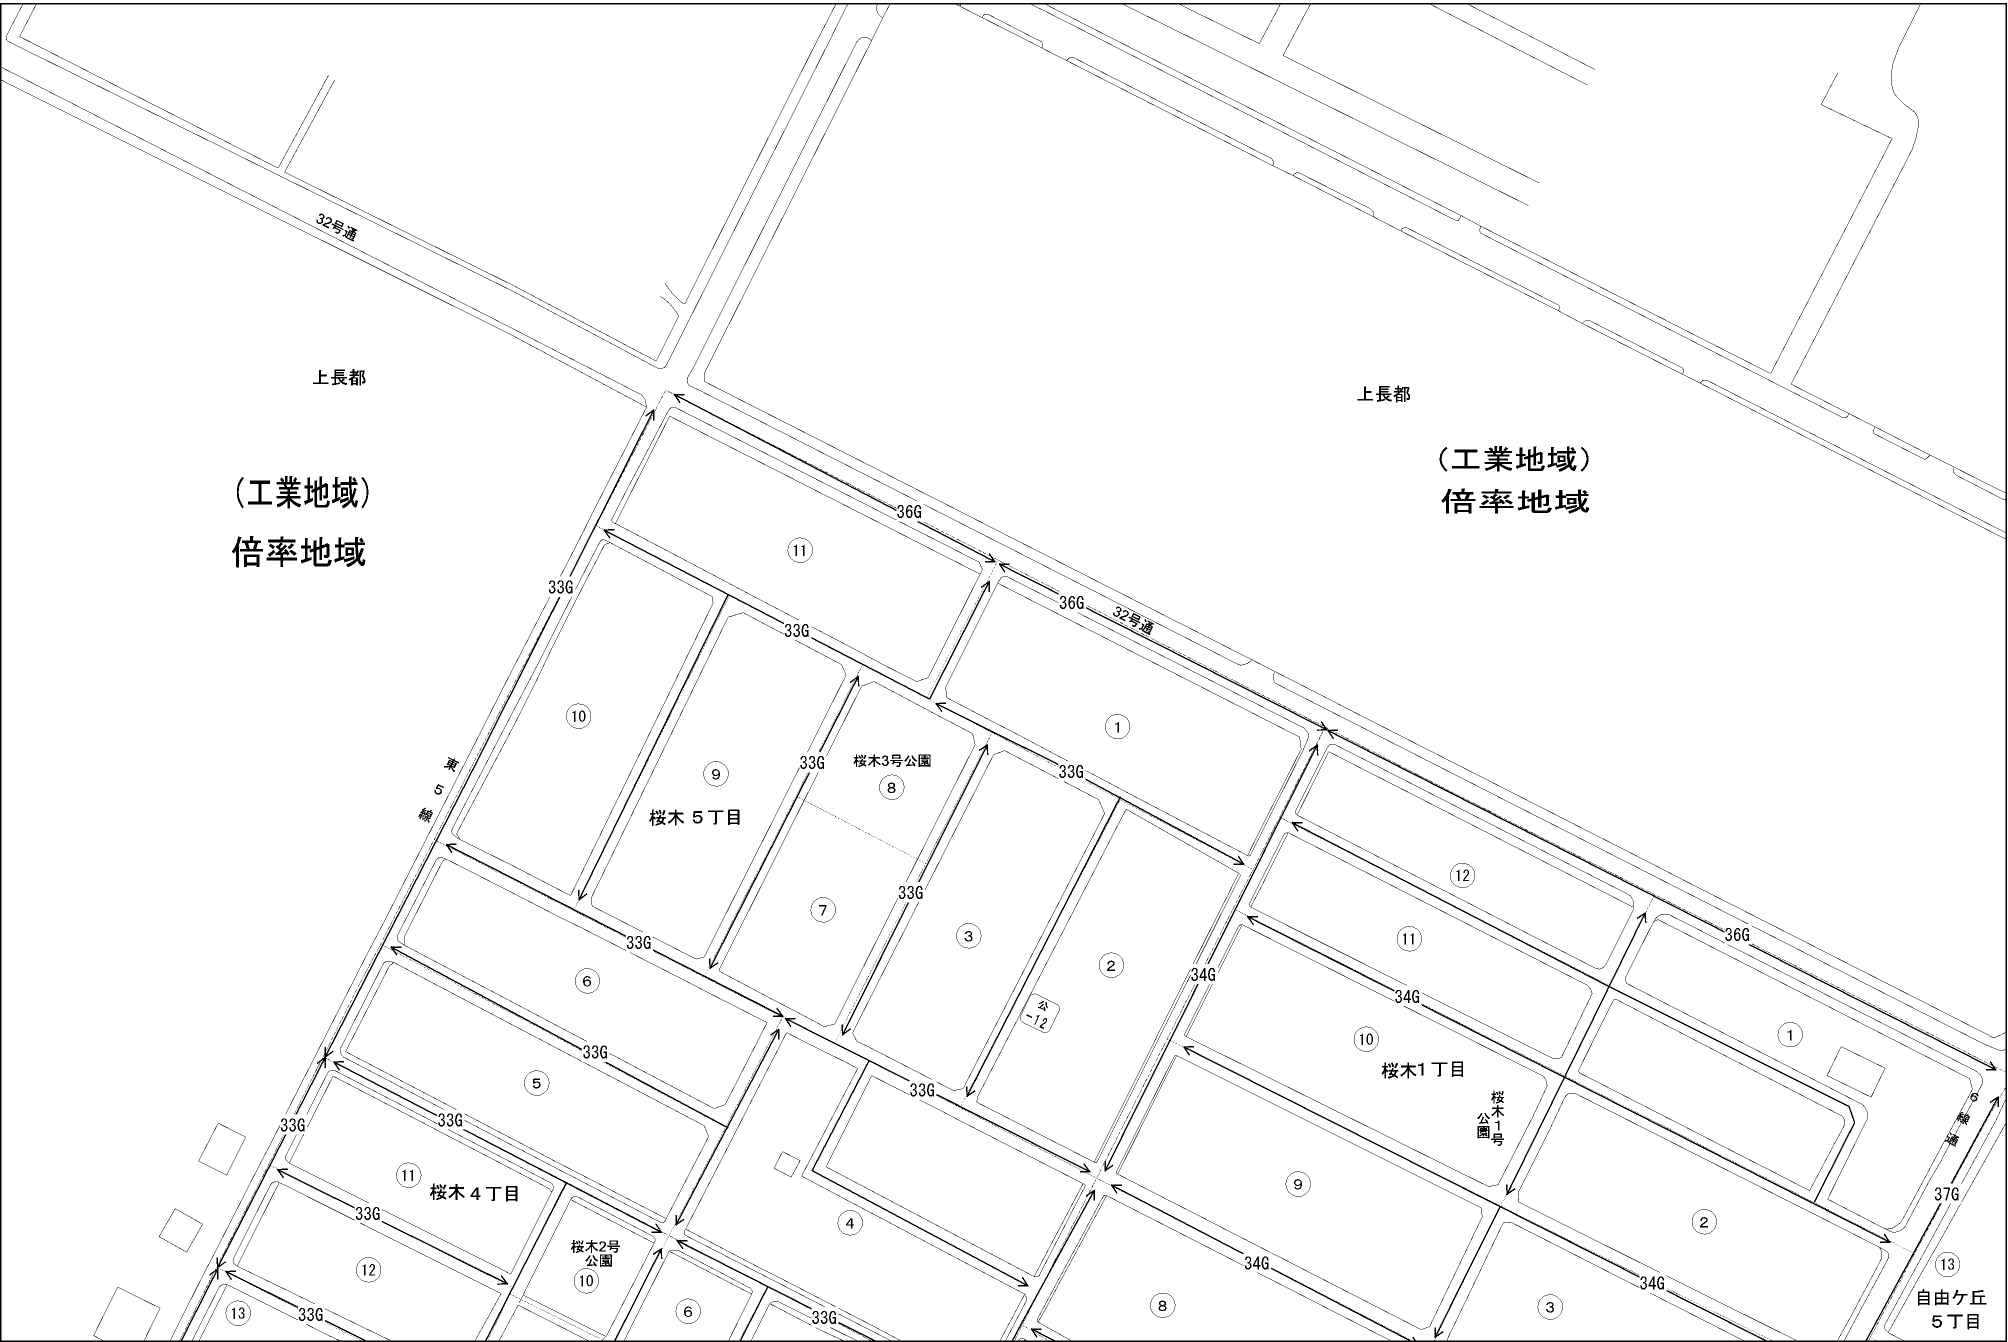 32号通
上長都
上長都
(工業地域)
倍率地域
(工業地域)
倍率地域
36G
⑪
33G
36G
32号通
33G
⑩
①
東5線
⑨
33G
桜木3号公園
⑧
33G
桜木5丁目
⑫
33G
⑦
③
33G
⑪
36G
②
⑥
34G
34G
公
-12
①
⑩
桜木1丁目
33G
⑤
33G
桜木1号
公園
6線通
33G
33G
⑨
⑪
桜木4丁目
37G
33G
④
②
桜木2号
公園
⑩
⑫
34G
⑬
34G
自由ケ丘
5丁目
⑬
33G
⑥
33G
⑧
③